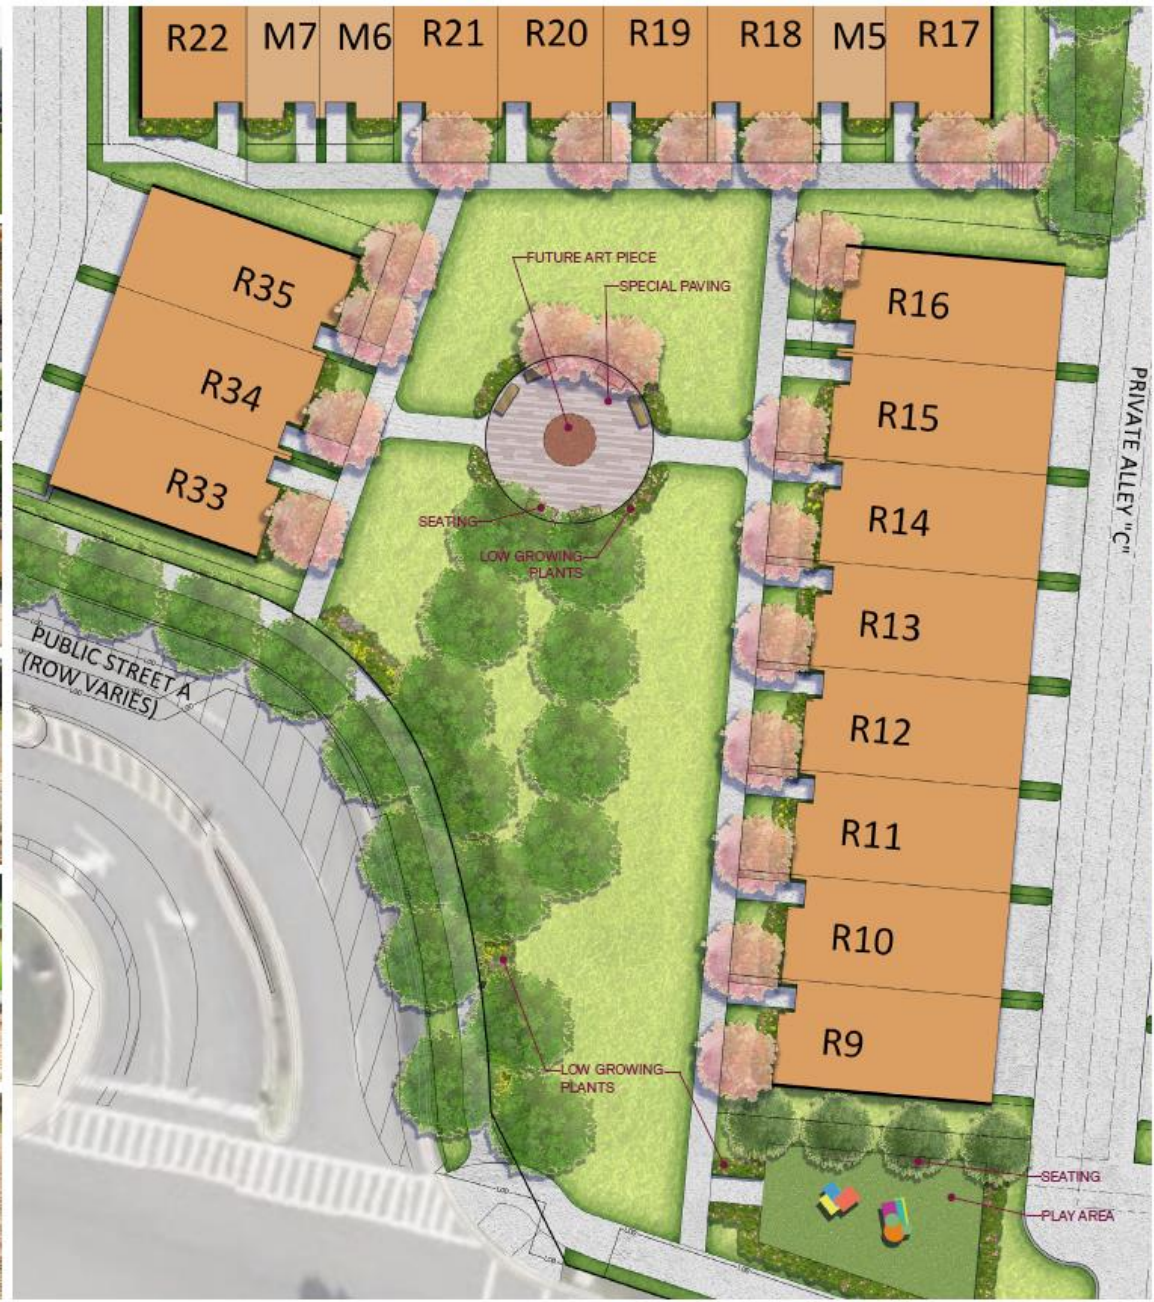 R22 M7 M6 R21 R20 R19 R18 M5 R17
FUTURE ART PIECE
SPECIAL PAVING
R35
R34
R33
R16
R15
R14
R13
R12
R11
R10
R9
PRIVATE ALLEY "C"
SEATING
LOW GROWING
PLANTS
PUBLIC STREET A
(ROW VARIES)
LOW GROWING
PLANTS
SEATING
PLAY AREA